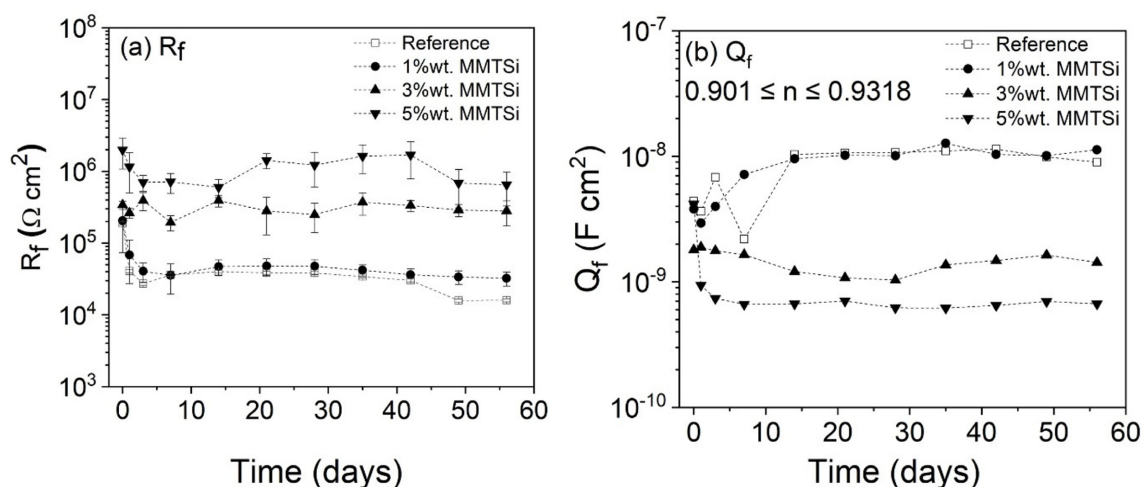 (a) R_f
Reference
1%wt. MMTSi
3%wt. MMTSi
5%wt. MMTSi
10⁸
10⁷
10⁶
10⁵
10⁴
10³
R_f (Ω cm²)
0 10 20 30 40 50 60
Time (days)
(b) Q_f
0.901 ≤ n ≤ 0.9318
Reference
1%wt. MMTSi
3%wt. MMTSi
5%wt. MMTSi
10⁻⁷
10⁻⁸
10⁻⁹
10⁻¹⁰
Q_f (F cm²)
0 10 20 30 40 50 60
Time (days)